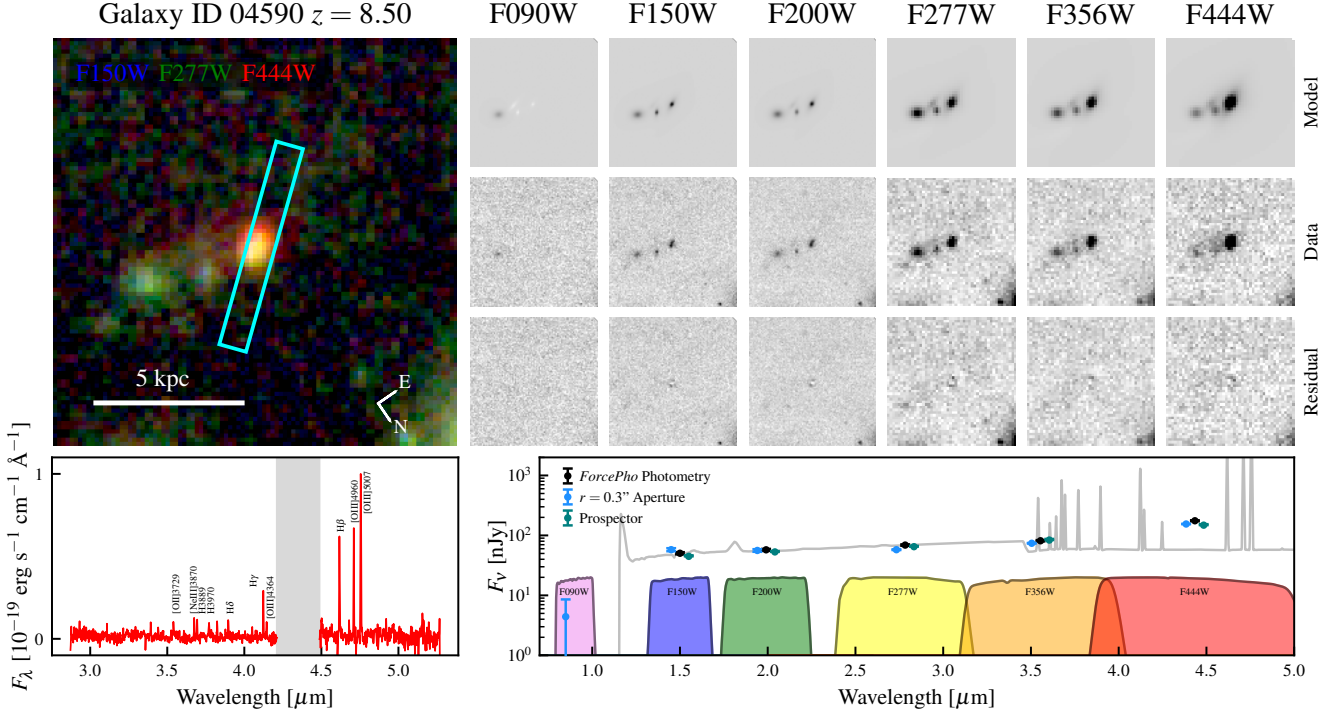 Galaxy ID 04590 z = 8.50
F150W F277W F444W
5 kpc
E
N
F090W F150W F200W F277W F356W F444W
Model
Data
Residual
F_λ [10^−19 erg s^−1 cm^−1 Å^−1]
1
0
[OII]3729
[NeIII]3870
H3889
H3970
Hδ
Hγ
[OIII]4364
Hβ
[OIII]4960
[OIII]5007
3.0 3.5 4.0 4.5 5.0
Wavelength [μm]
F_ν [nJy]
10^3
10^2
10^1
10^0
ForcePho Photometry
r = 0.3" Aperture
Prospector
F090W F150W F200W F277W F356W F444W
1.0 1.5 2.0 2.5 3.0 3.5 4.0 4.5 5.0
Wavelength [μm]